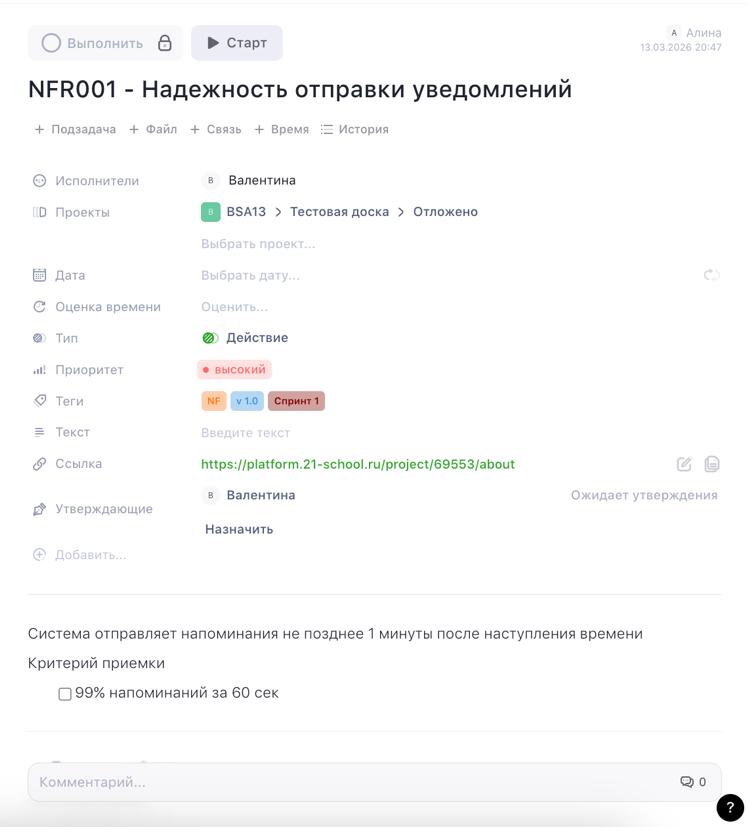 Выполнить Старт
А Алина
13.03.2026 20:47
NFR001 - Надежность отправки уведомлений
+ Подзадача + Файл + Связь + Время История
Исполнители В Валентина
Проекты В BSA13 > Тестовая доска > Отложено
Выбрать проект...
Дата Выбрать дату...
Оценка времени Оценить...
Тип Действие
Приоритет высокий
Теги NF v 1.0 Спринт 1
Текст Введите текст
Ссылка https://platform.21-school.ru/project/69553/about
В Валентина Ожидает утверждения
Утверждающие
Назначить
Добавить...
Система отправляет напоминания не позднее 1 минуты после наступления времени
Критерий приемки
99% напоминаний за 60 сек
Комментарий... 0
?